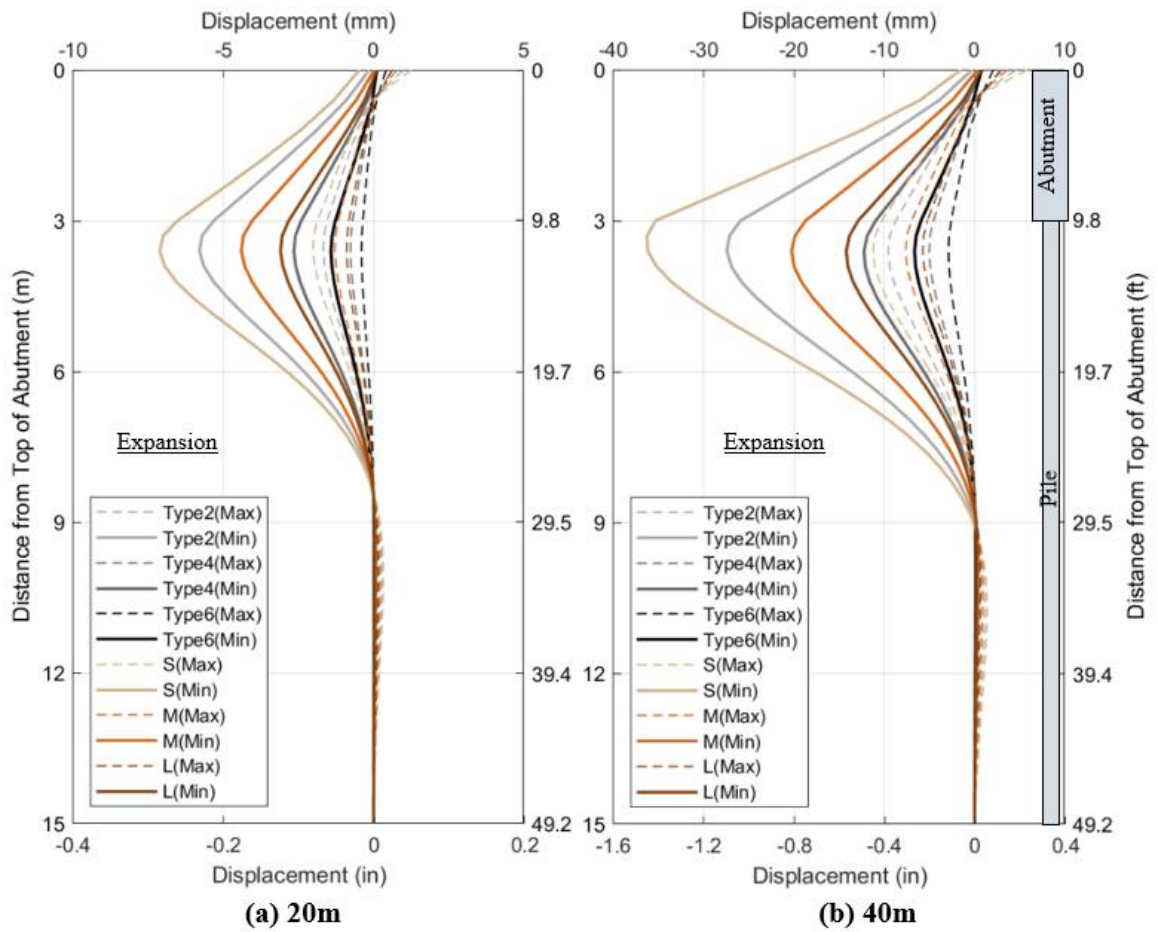 Displacement (mm)
-10 -5 0 5
0
3
6
9
12
15
Distance from Top of Abutment (m)
0
9.8
19.7
29.5
39.4
49.2
Expansion
Type2(Max)
Type2(Min)
Type4(Max)
Type4(Min)
Type6(Max)
Type6(Min)
S(Max)
S(Min)
M(Max)
M(Min)
L(Max)
L(Min)
-0.4 -0.2 0 0.2
Displacement (in)
(a) 20m
Displacement (mm)
-40 -30 -20 -10 0 10
0
3
6
9
12
15
Expansion
Type2(Max)
Type2(Min)
Type4(Max)
Type4(Min)
Type6(Max)
Type6(Min)
S(Max)
S(Min)
M(Max)
M(Min)
L(Max)
L(Min)
Abutment
Pile
0
9.8
19.7
29.5
39.4
49.2
Distance from Top of Abutment (ft)
-1.6 -1.2 -0.8 -0.4 0 0.4
Displacement (in)
(b) 40m